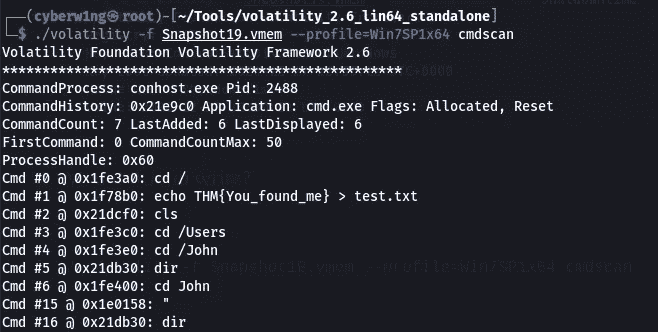 (cyberw1ng㉿root)-[~/Tools/volatility_2.6_lin64_standalone]
$ ./volatility -f Snapshot19.vmem --profile=Win7SP1x64 cmdscan
Volatility Foundation Volatility Framework 2.6
**************************************************
CommandProcess: conhost.exe Pid: 2488
CommandHistory: 0x21e9c0 Application: cmd.exe Flags: Allocated, Reset
CommandCount: 7 LastAdded: 6 LastDisplayed: 6
FirstCommand: 0 CommandCountMax: 50
ProcessHandle: 0x60
Cmd #0 @ 0x1fe3a0: cd /
Cmd #1 @ 0x1f78b0: echo THM{You_found_me} > test.txt
Cmd #2 @ 0x21dcf0: cls
Cmd #3 @ 0x1fe3c0: cd /Users
Cmd #4 @ 0x1fe3e0: cd /John
Cmd #5 @ 0x21db30: dir
Cmd #6 @ 0x1fe400: cd John
Cmd #15 @ 0x1e0158: "
Cmd #16 @ 0x21db30: dir